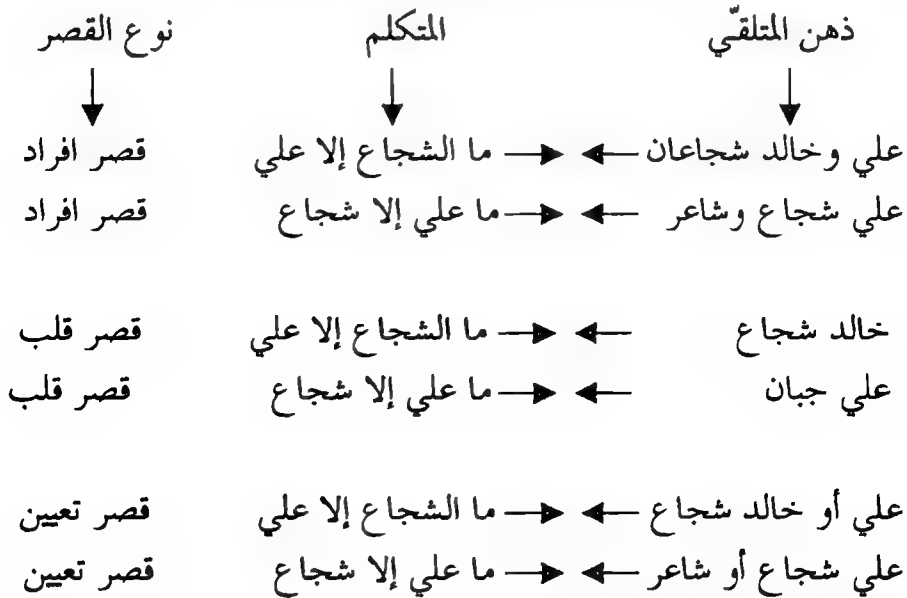 ذهن المتلقّي المتكلم نوع القصر
علي وخالد شجاعان ما الشجاع إلا علي قصر افراد
علي شجاع وشاعر ما علي إلا شجاع قصر افراد
خالد شجاع ما الشجاع إلا علي قصر قلب
علي جبان ما علي إلا شجاع قصر قلب
علي أو خالد شجاع ما الشجاع إلا علي قصر تعيين
علي شجاع أو شاعر ما علي إلا شجاع قصر تعيين